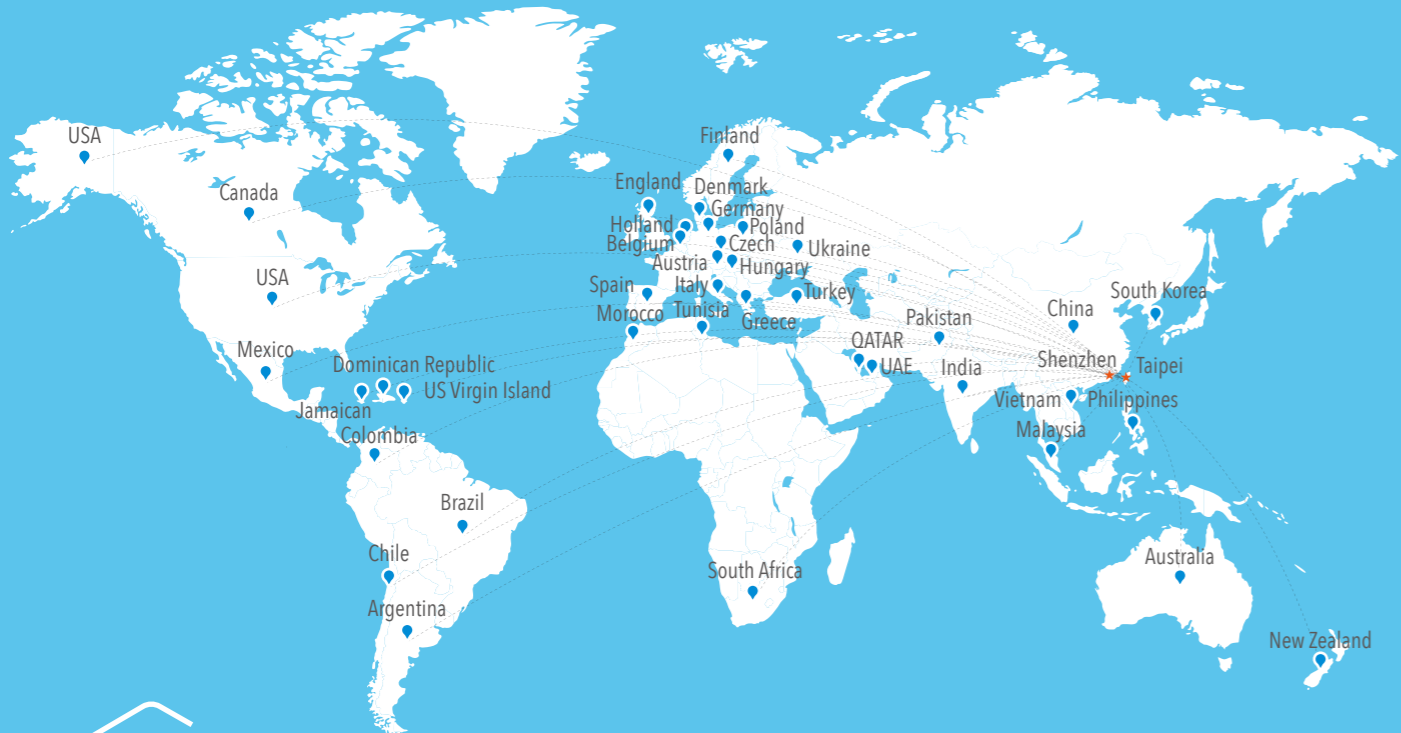 USA
Finland
England
Denmark
Canada
Germany
Holland
Poland
Belgium
Czech
Ukraine
Austria
Hungary
USA
Spain
Italy
Turkey
South Korea
Morocco
Tunisia
China
Greece
Pakistan
QATAR
Mexico
Dominican Republic
UAE
India
Shenzhen
Taipei
US Virgin Island
Jamaican
Vietnam
Philippines
Colombia
Malaysia
Brazil
Chile
Australia
South Africa
Argentina
New Zealand